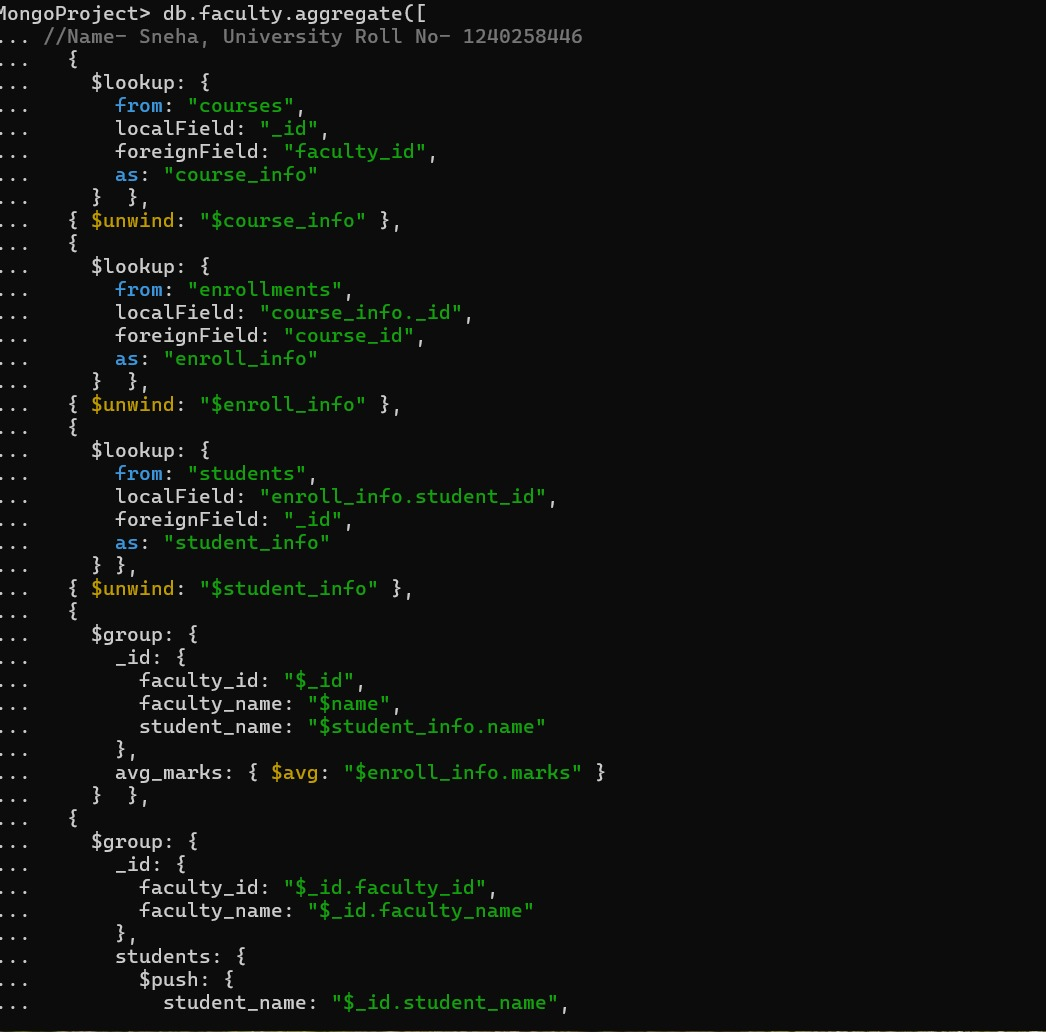 MongoProject> db.faculty.aggregate([
... //Name- Sneha, University Roll No- 1240258446
...   {
...     $lookup: {
...       from: "courses",
...       localField: "_id",
...       foreignField: "faculty_id",
...       as: "course_info"
...     }  },
...   { $unwind: "$course_info" },
...   {
...     $lookup: {
...       from: "enrollments",
...       localField: "course_info._id",
...       foreignField: "course_id",
...       as: "enroll_info"
...     }  },
...   { $unwind: "$enroll_info" },
...   {
...     $lookup: {
...       from: "students",
...       localField: "enroll_info.student_id",
...       foreignField: "_id",
...       as: "student_info"
...     } },
...   { $unwind: "$student_info" },
...   {
...     $group: {
...       _id: {
...         faculty_id: "$_id",
...         faculty_name: "$name",
...         student_name: "$student_info.name"
...       },
...       avg_marks: { $avg: "$enroll_info.marks" }
...     }  },
...   {
...     $group: {
...       _id: {
...         faculty_id: "$_id.faculty_id",
...         faculty_name: "$_id.faculty_name"
...       },
...       students: {
...         $push: {
...           student_name: "$_id.student_name",